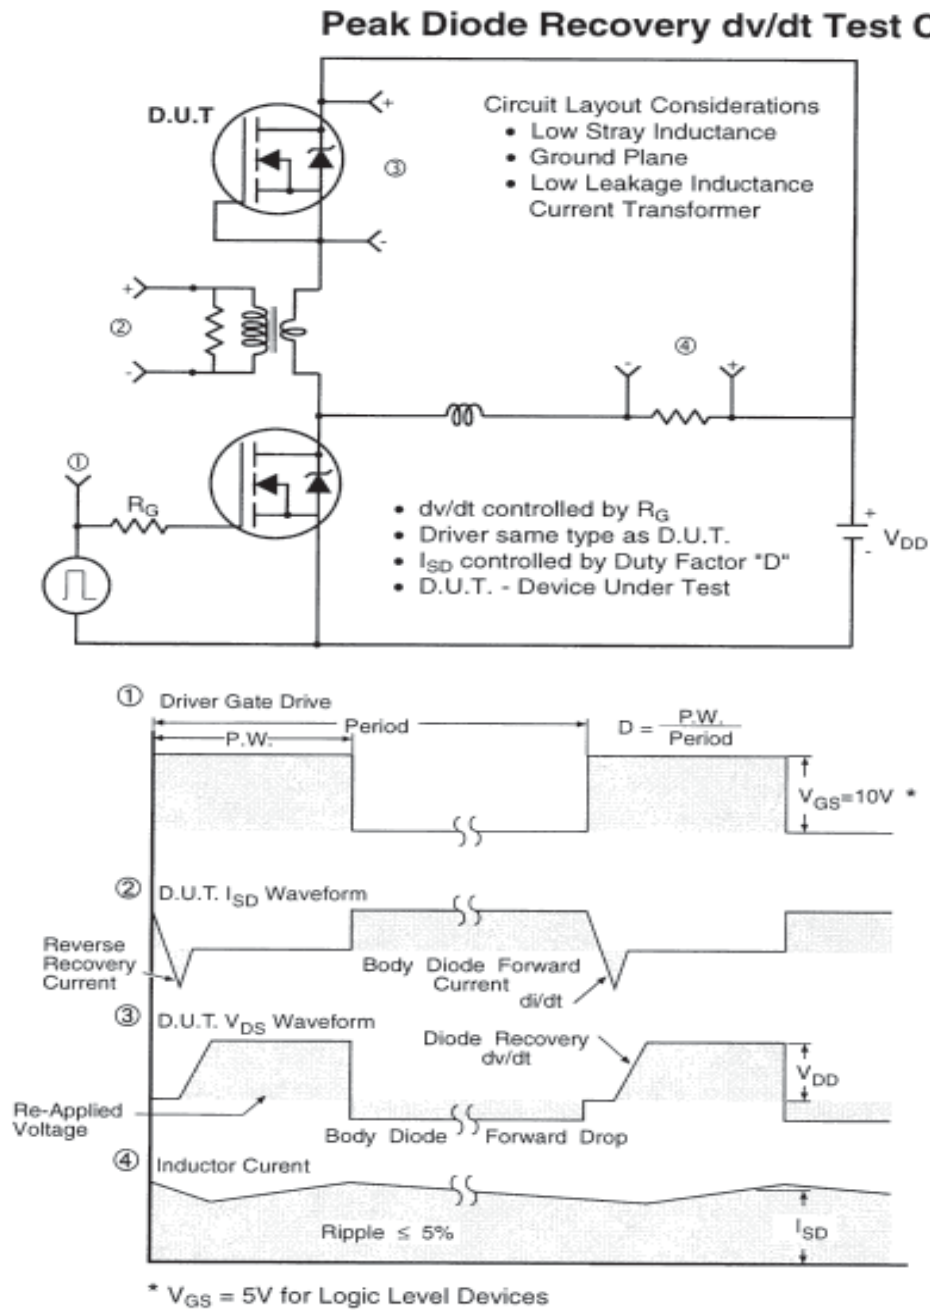 Peak Diode Recovery dv/dt Test C
D.U.T
+
-
③
Circuit Layout Considerations
• Low Stray Inductance
• Ground Plane
• Low Leakage Inductance
Current Transformer
+
②
-
-
④
+
①
RG
• dv/dt controlled by RG
• Driver same type as D.U.T.
• ISD controlled by Duty Factor "D"
• D.U.T. - Device Under Test
+
-
VDD
① Driver Gate Drive
P.W.
Period
D = P.W.
Period
VGS=10V *
② D.U.T. ISD Waveform
Reverse
Recovery
Current
Body Diode Forward
Current
di/dt
③ D.U.T. VDS Waveform
Diode Recovery
dv/dt
VDD
Re-Applied
Voltage
Body Diode Forward Drop
④ Inductor Curent
Ripple ≤ 5%
ISD
* VGS = 5V for Logic Level Devices